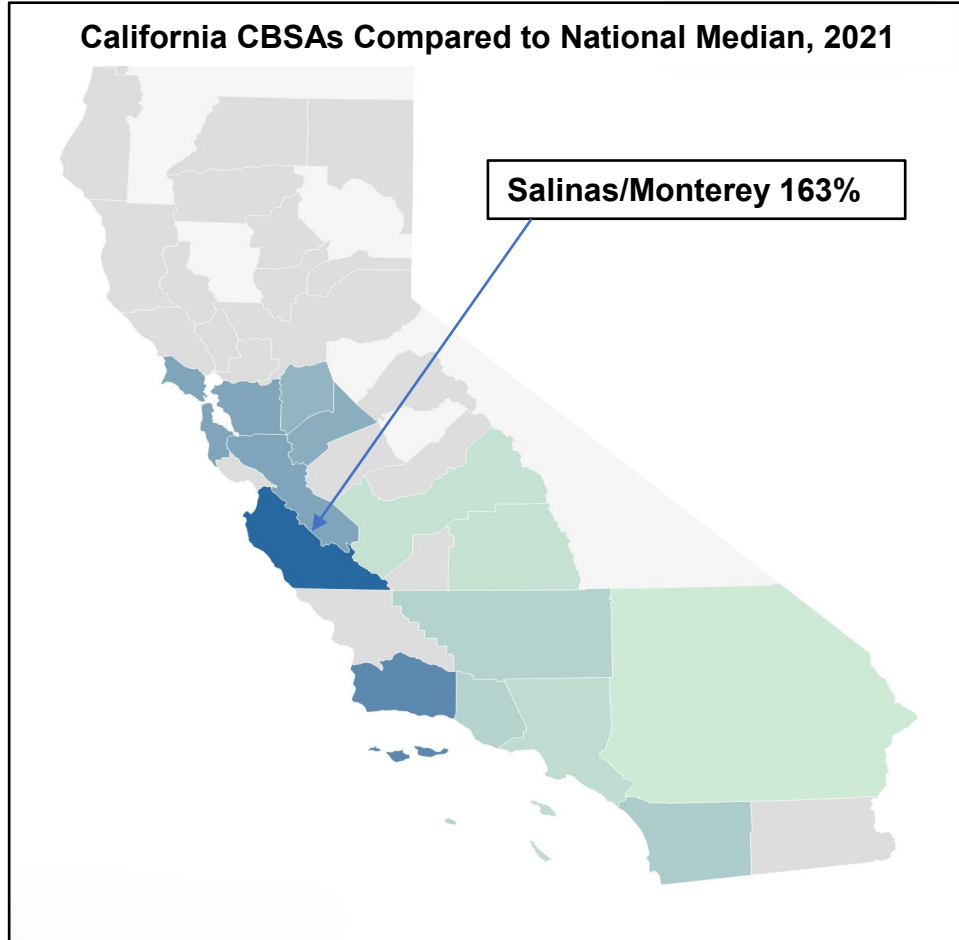 California CBSAs Compared to National Median, 2021
Salinas/Monterey 163%